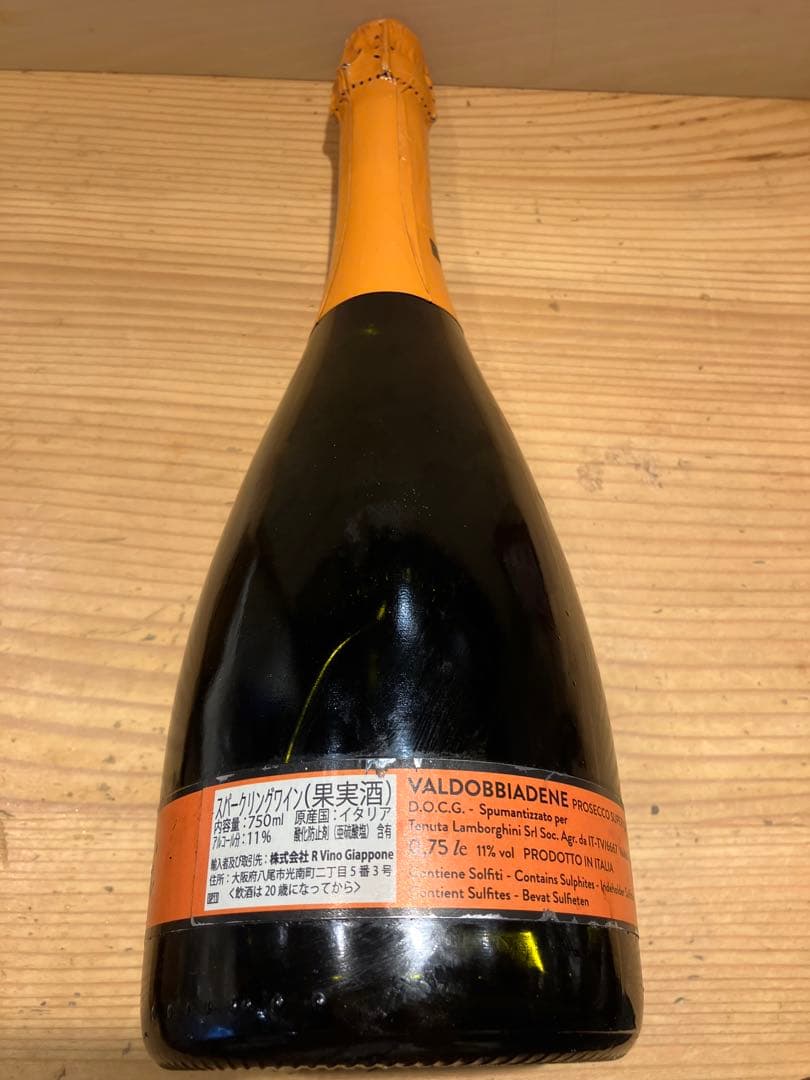 スパークリングワイン(果実酒)
内容量:750ml 原産国:イタリア
アルコール分:11% 酸化防止剤(亜硫酸塩)含有
輸入者及び取引先:株式会社 R Vino Giappone
住所:大阪府八尾市光南町二丁目5番3号
<飲酒は20歳になってから>
VALDOBBIADENE PROSECCO
D.O.C.G. - Spumantizzato per
Tenuta Lamborghini Srl Soc. Agr. da IT-TV/6667
0,75 le 11% vol PRODOTTO IN ITALIA
Contiene Solfiti - Contains Sulphites -
Contient Sulfites - Bevat Sulfieten